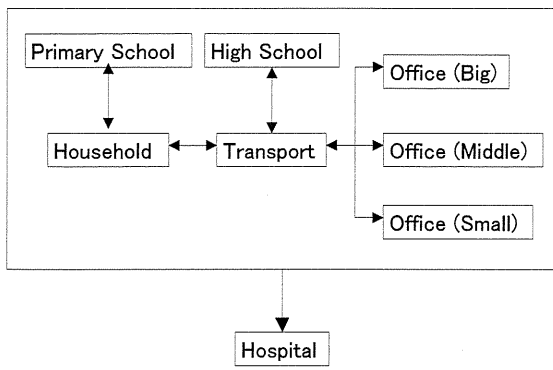 Primary School
High School
Office (Big)
Household
Transport
Office (Middle)
Office (Small)
Hospital